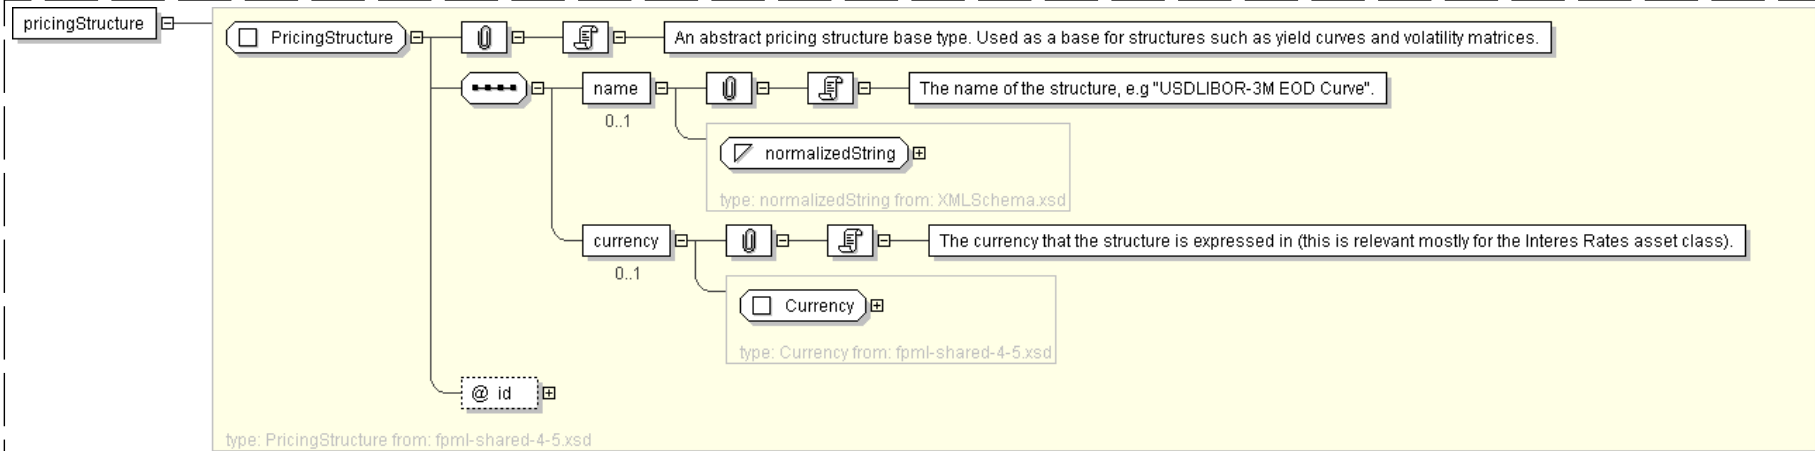 pricingStructure
PricingStructure
An abstract pricing structure base type. Used as a base for structures such as yield curves and volatility matrices.
name
The name of the structure, e.g "USDLIBOR-3M EOD Curve".
0..1
normalizedString
type: normalizedString from: XMLSchema.xsd
currency
The currency that the structure is expressed in (this is relevant mostly for the Interes Rates asset class).
0..1
Currency
type: Currency from: fpml-shared-4-5.xsd
@ id
type: PricingStructure from: fpml-shared-4-5.xsd